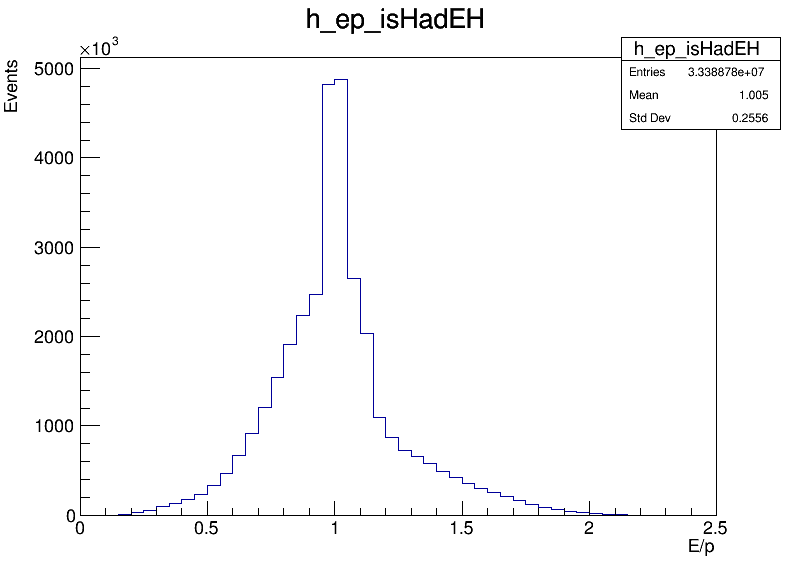 h_ep_isHadEH
×10³
Events
5000
4000
3000
2000
1000
0
0 0.5 1 1.5 2 2.5
E/p
h_ep_isHadEH
Entries 3.338878e+07
Mean 1.005
Std Dev 0.2556